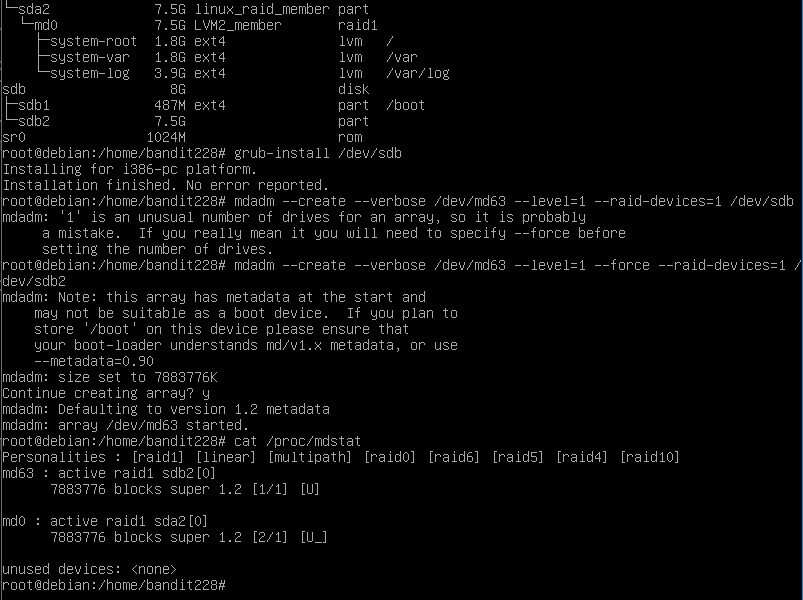 └─sda2              7.5G linux_raid_member part
  └─md0             7.5G LVM2_member       raid1
    ├─system-root   1.8G ext4              lvm   /
    ├─system-var    1.8G ext4              lvm   /var
    └─system-log    3.9G ext4              lvm   /var/log
sdb                   8G                   disk
├─sdb1              487M ext4              part  /boot
└─sdb2              7.5G                   part
sr0                1024M                   rom
root@debian:/home/bandit228# grub-install /dev/sdb
Installing for i386-pc platform.
Installation finished. No error reported.
root@debian:/home/bandit228# mdadm --create --verbose /dev/md63 --level=1 --raid-devices=1 /dev/sdb
mdadm: '1' is an unusual number of drives for an array, so it is probably
     a mistake.  If you really mean it you will need to specify --force before
     setting the number of drives.
root@debian:/home/bandit228# mdadm --create --verbose /dev/md63 --level=1 --force --raid-devices=1 /
dev/sdb2
mdadm: Note: this array has metadata at the start and
    may not be suitable as a boot device.  If you plan to
    store '/boot' on this device please ensure that
    your boot-loader understands md/v1.x metadata, or use
    --metadata=0.90
mdadm: size set to 7883776K
Continue creating array? y
mdadm: Defaulting to version 1.2 metadata
mdadm: array /dev/md63 started.
root@debian:/home/bandit228# cat /proc/mdstat
Personalities : [raid1] [linear] [multipath] [raid0] [raid6] [raid5] [raid4] [raid10]
md63 : active raid1 sdb2[0]
      7883776 blocks super 1.2 [1/1] [U]

md0 : active raid1 sda2[0]
      7883776 blocks super 1.2 [2/1] [U_]

unused devices: <none>
root@debian:/home/bandit228#